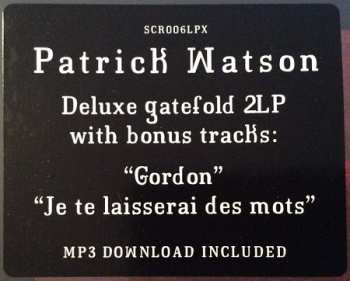 SCR006LPX
Patrick Watson
Deluxe gatefold 2LP
with bonus tracks:
“Gordon”
“Je te laisserai des mots”
MP3 DOWNLOAD INCLUDED